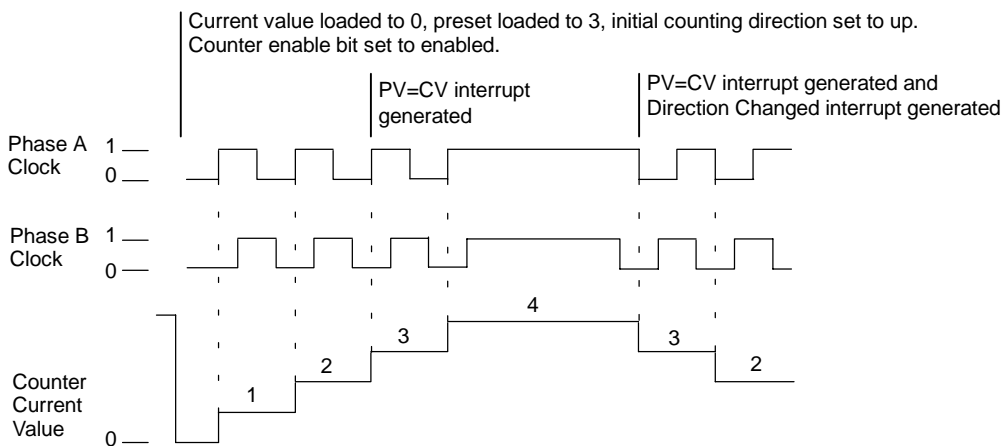 Current value loaded to 0, preset loaded to 3, initial counting direction set to up.
Counter enable bit set to enabled.
PV=CV interrupt
generated
PV=CV interrupt generated and
Direction Changed interrupt generated
Phase A
Clock
1
0
Phase B
Clock
1
0
Counter
Current
Value
0
1
2
3
4
3
2